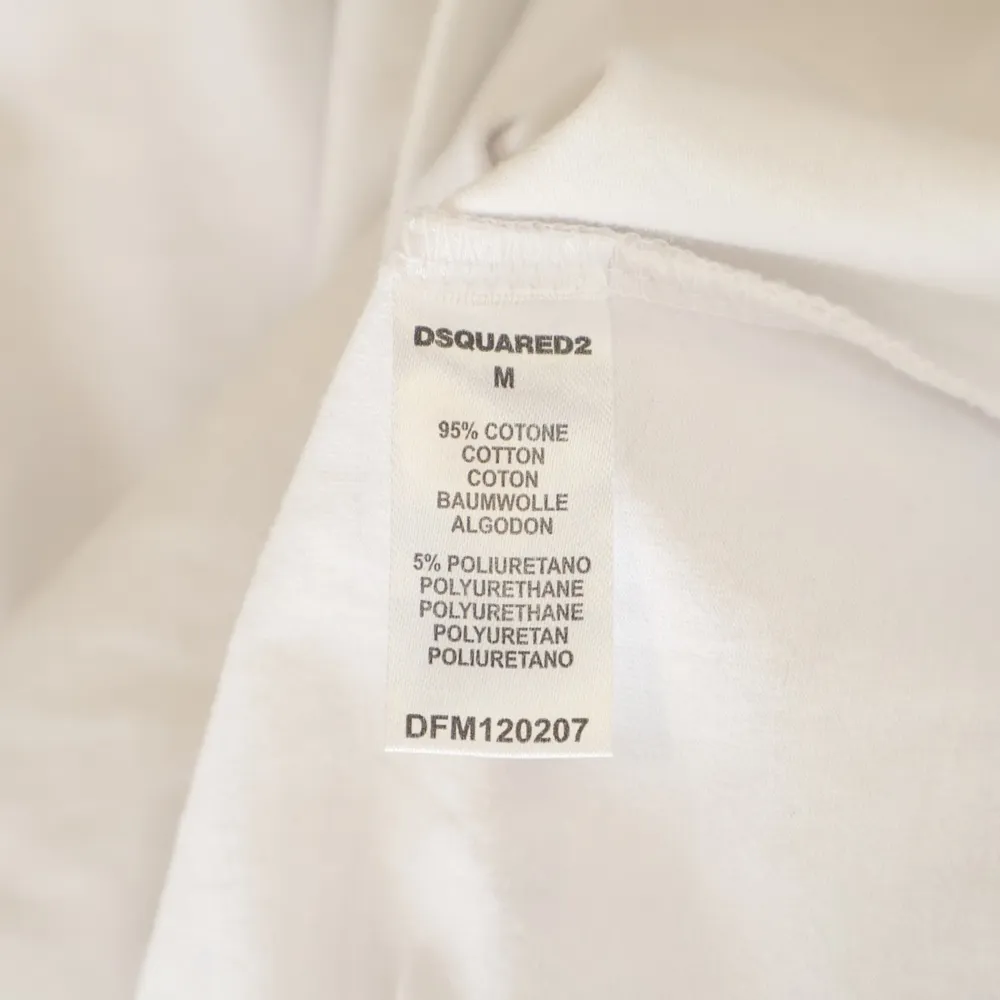 DSQUARED2
M
95% COTONE
COTTON
COTON
BAUMWOLLE
ALGODON
5% POLIURETANO
POLYURETHANE
POLYURETHANE
POLYURETAN
POLIURETANO
DFM120207